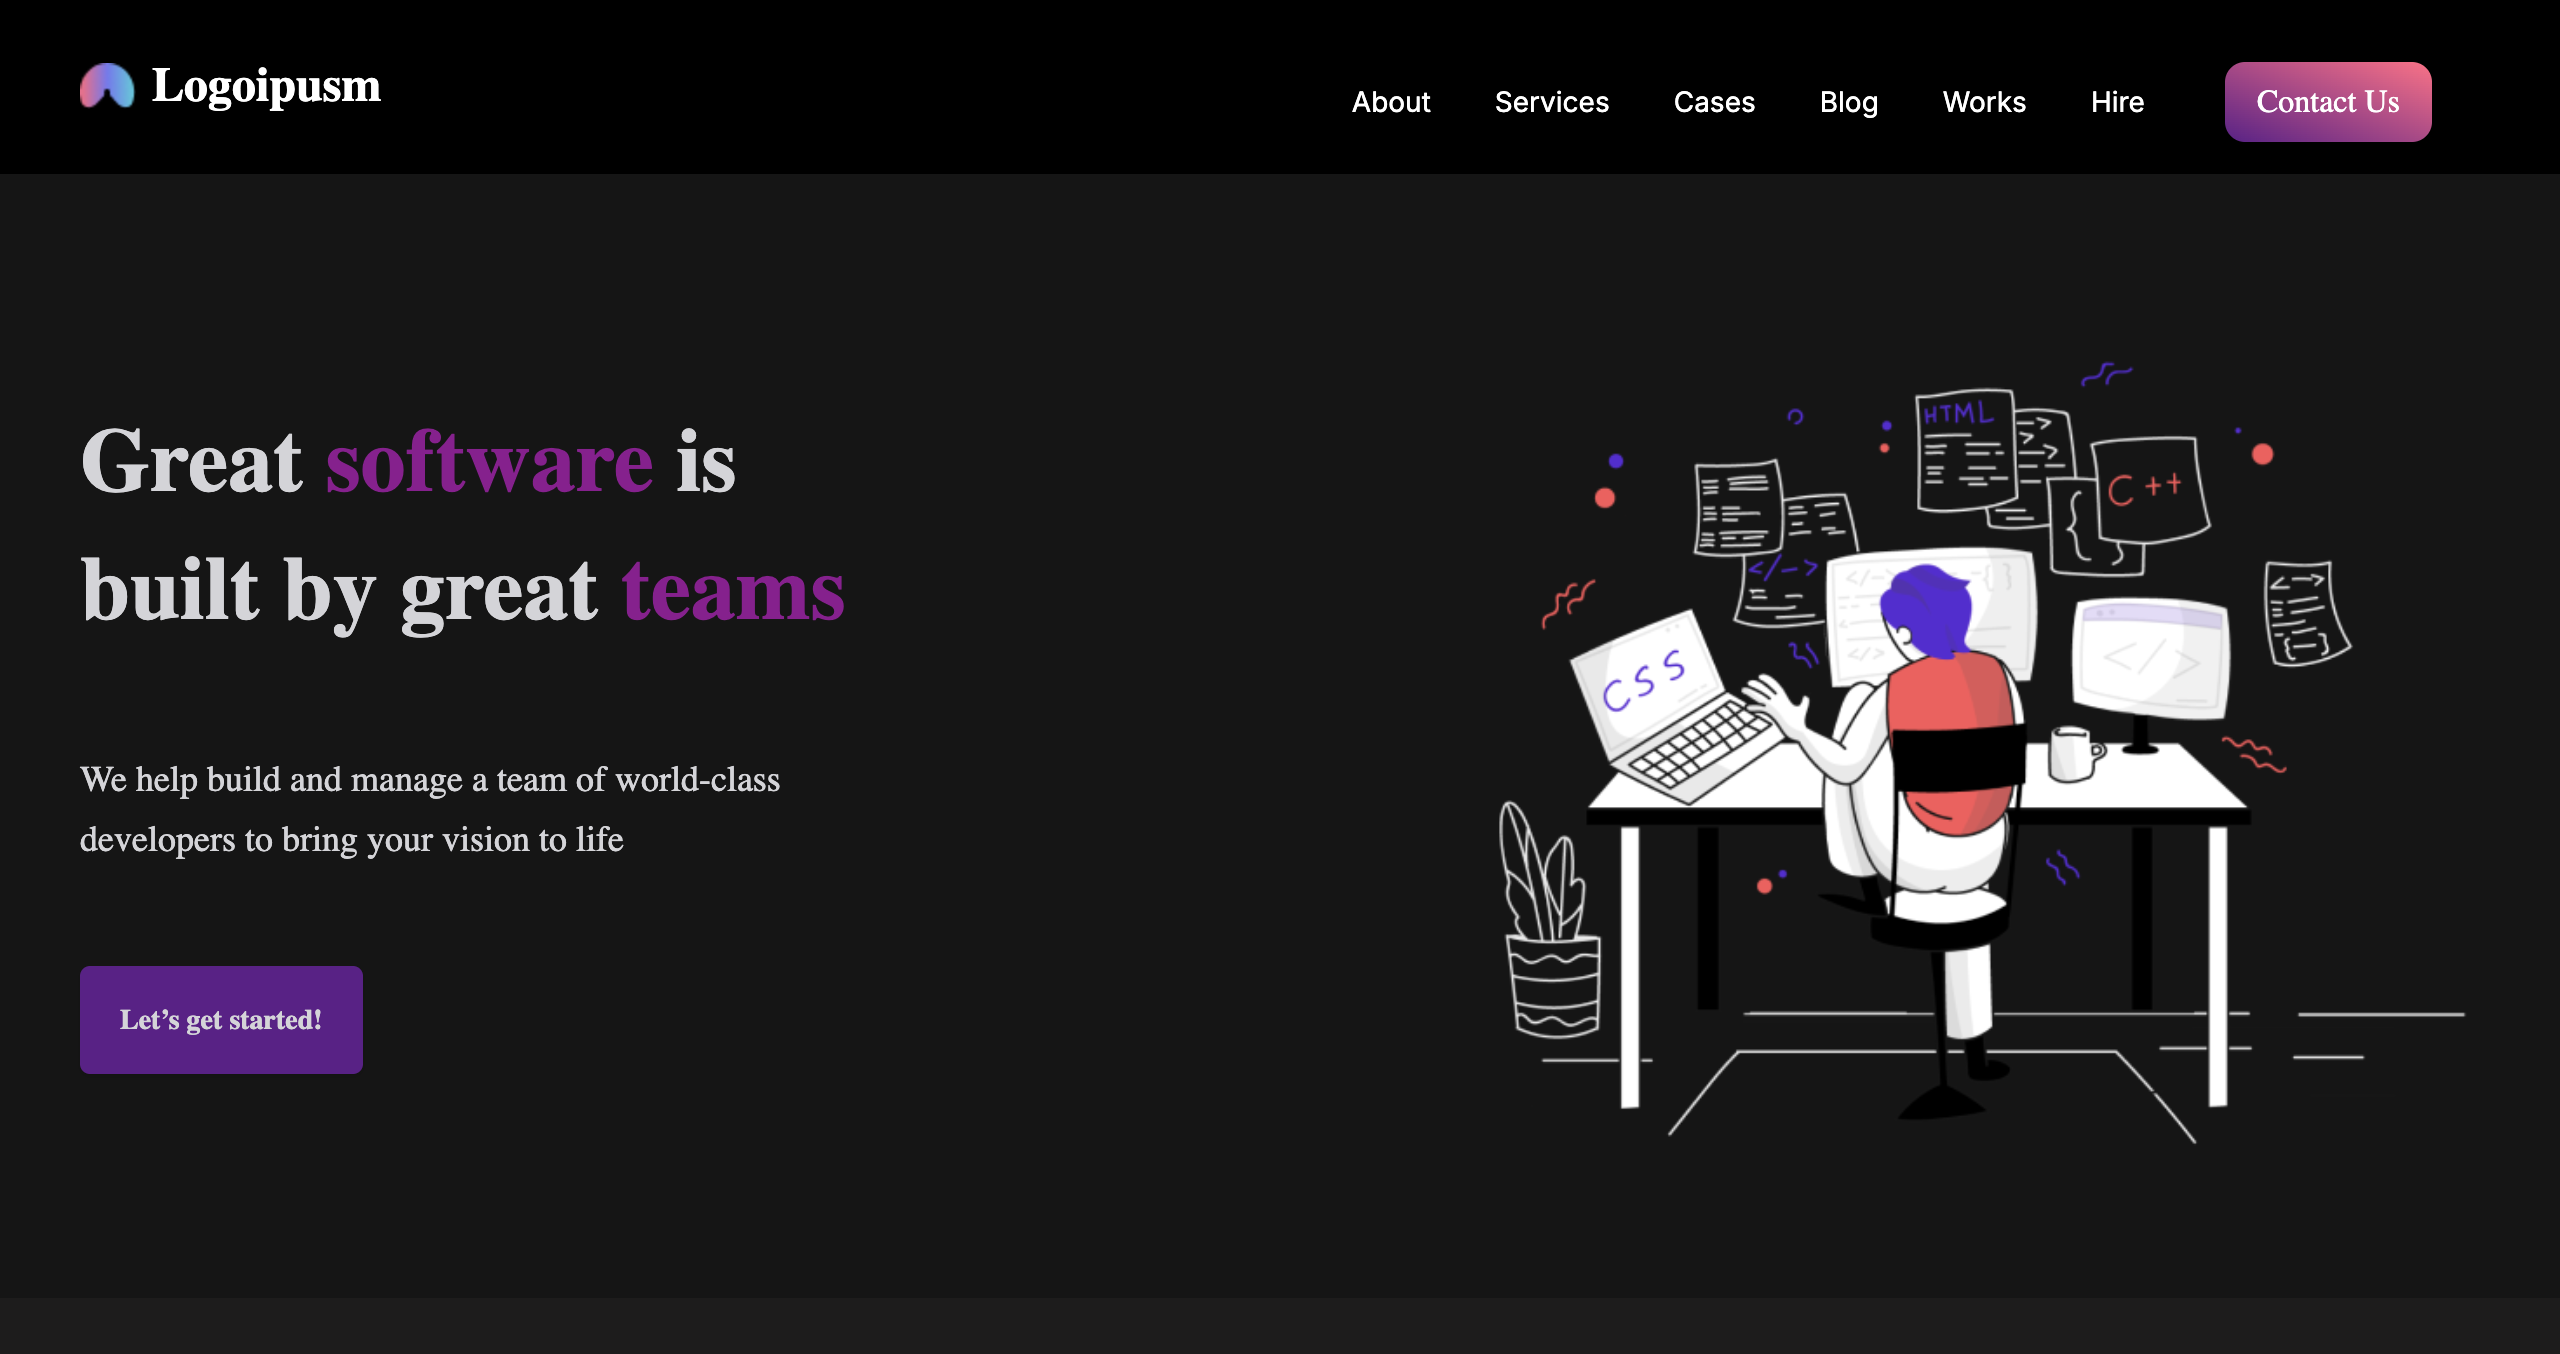 Logoipusm
About Services Cases Blog Works Hire Contact Us
Great software is
built by great teams
We help build and manage a team of world-class
developers to bring your vision to life
Let’s get started!
HTML
C++
</->
CSS
</>
</>
</>